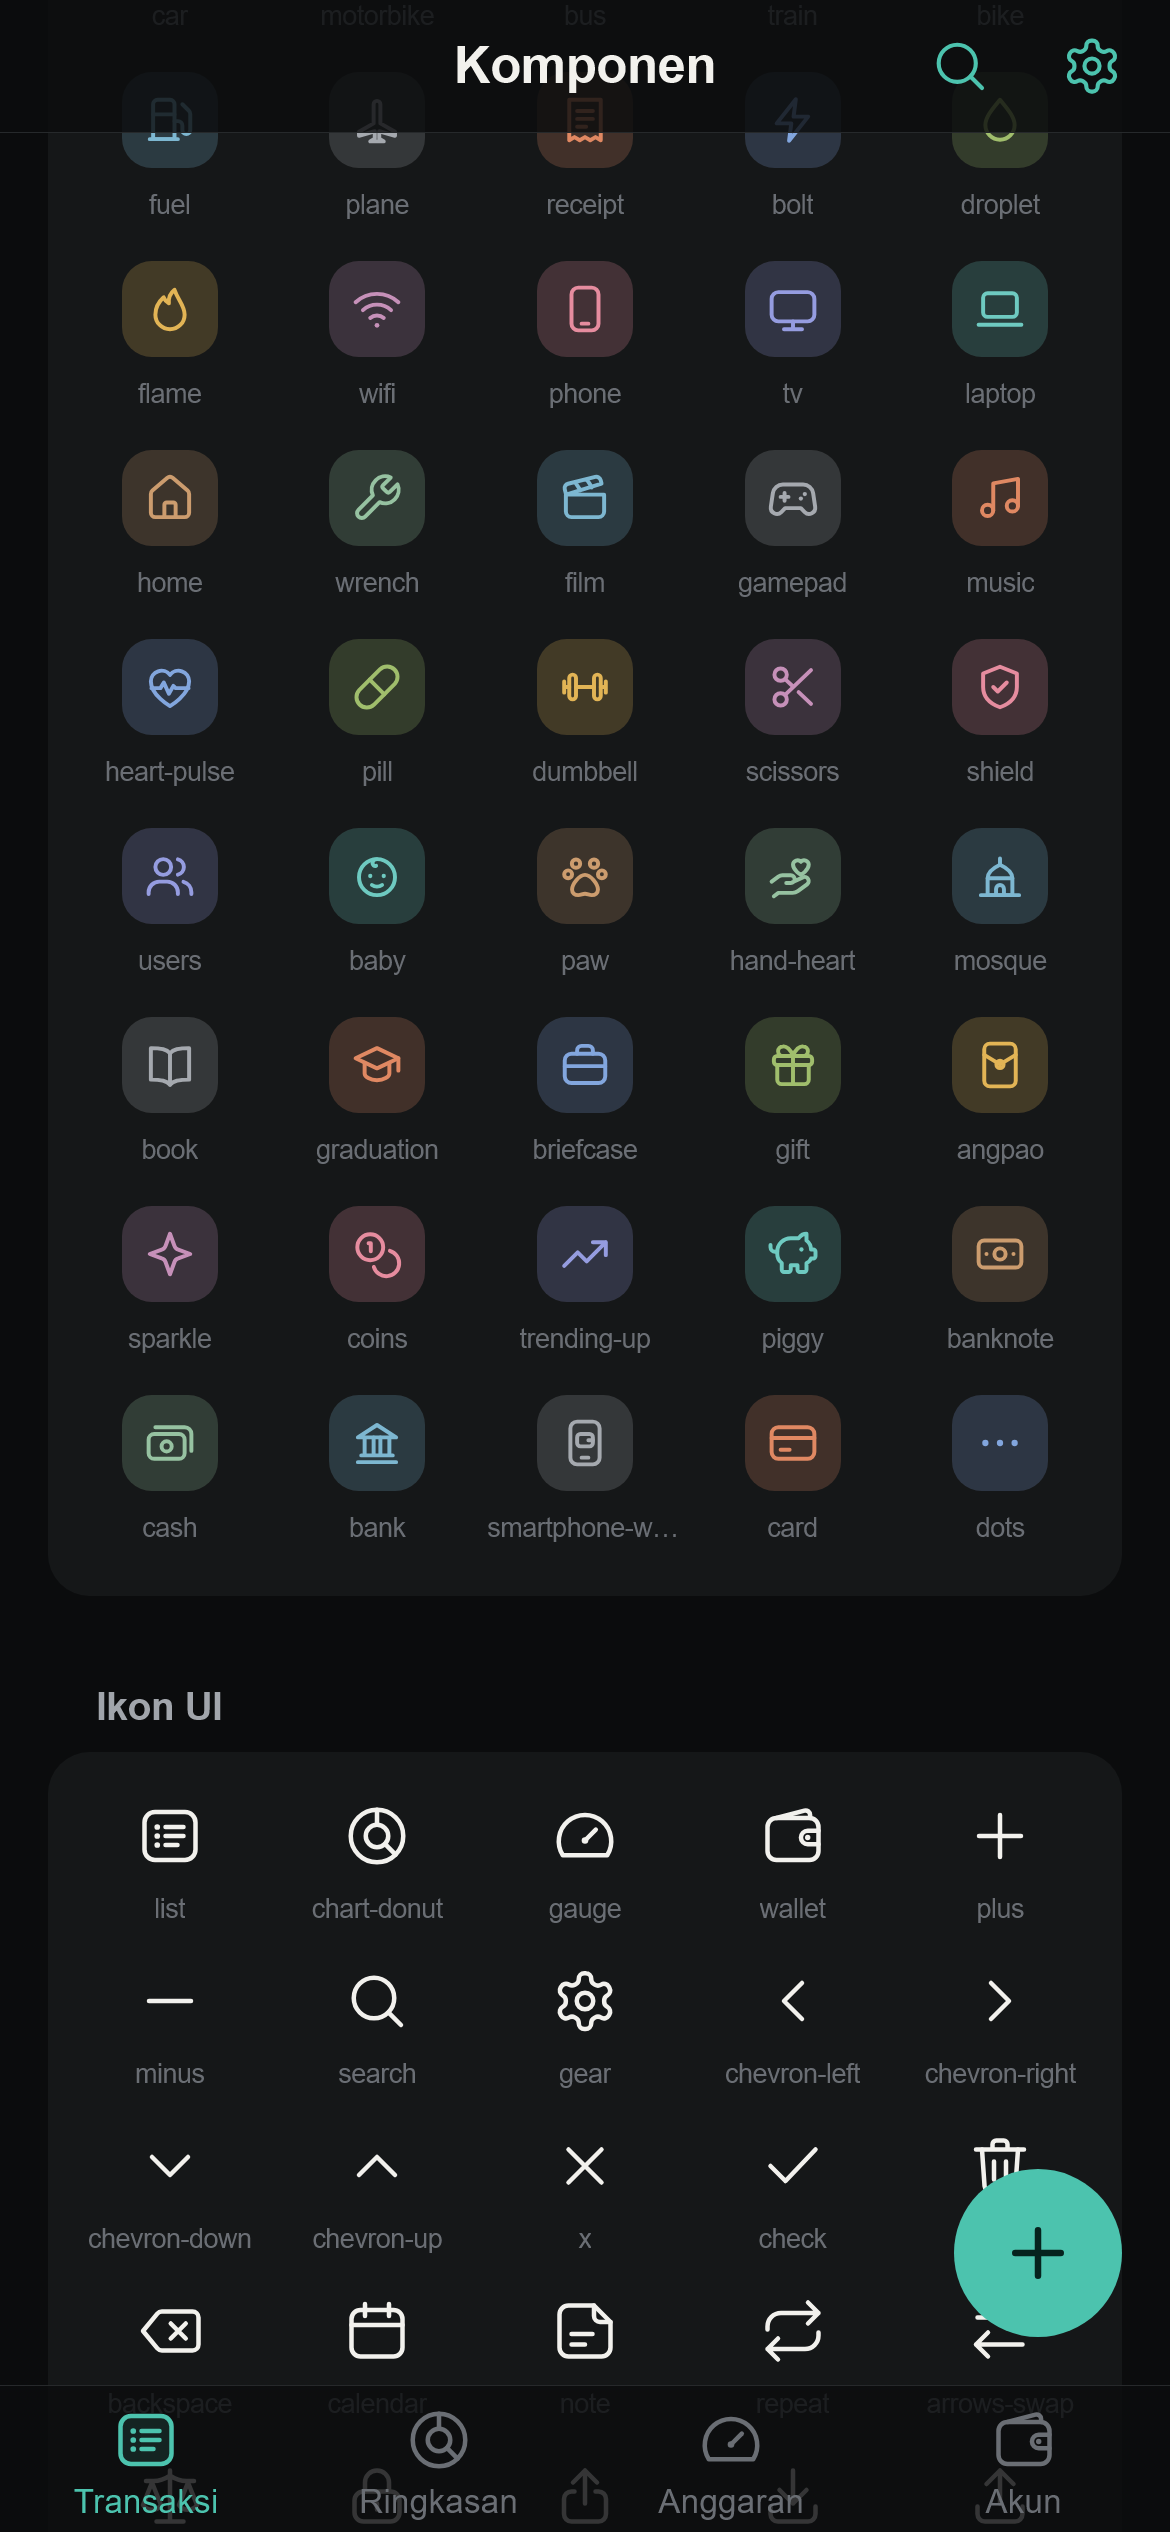 car motorbike bus train bike
Komponen
fuel plane receipt bolt droplet
flame wifi phone tv laptop
home wrench film gamepad music
heart-pulse pill dumbbell scissors shield
users baby paw hand-heart mosque
book graduation briefcase gift angpao
sparkle coins trending-up piggy banknote
cash bank smartphone-w... card dots
Ikon UI
list chart-donut gauge wallet plus
minus search gear chevron-left chevron-right
chevron-down chevron-up x check
backspace calendar note repeat arrows-swap
Transaksi Ringkasan Anggaran Akun